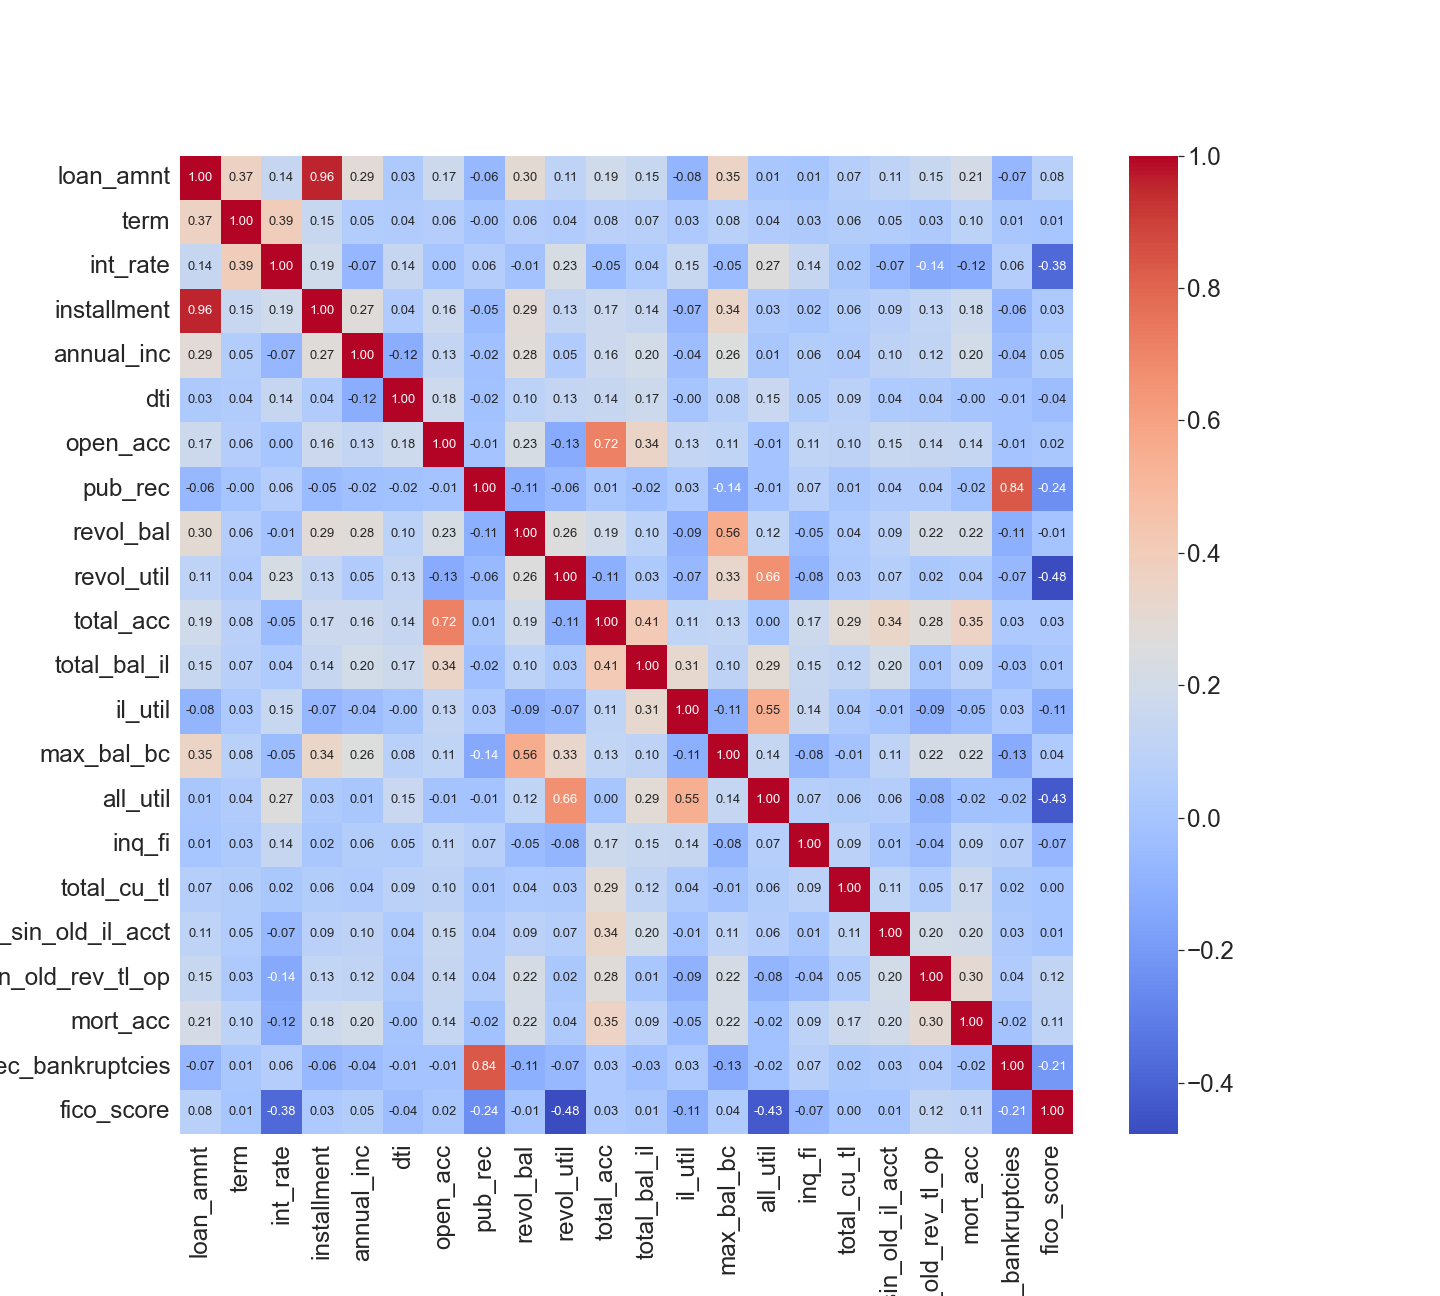 loan_amnt 1.00 0.37 0.14 0.96 0.29 0.03 0.17 -0.06 0.30 0.11 0.19 0.15 -0.08 0.35 0.01 0.01 0.07 0.11 0.15 0.21 -0.07 0.08
term 0.37 1.00 0.39 0.15 0.05 0.04 0.06 -0.00 0.06 0.04 0.08 0.07 0.03 0.08 0.04 0.03 0.06 0.05 0.03 0.10 0.01 0.01
int_rate 0.14 0.39 1.00 0.19 -0.07 0.14 0.00 0.06 -0.01 0.23 -0.05 0.04 0.15 -0.05 0.27 0.14 0.02 -0.07 -0.14 -0.12 0.06 -0.38
installment 0.96 0.15 0.19 1.00 0.27 0.04 0.16 -0.05 0.29 0.13 0.17 0.14 -0.07 0.34 0.03 0.02 0.06 0.09 0.13 0.18 -0.06 0.03
annual_inc 0.29 0.05 -0.07 0.27 1.00 -0.12 0.13 -0.02 0.28 0.05 0.16 0.20 -0.04 0.26 0.01 0.06 0.04 0.10 0.12 0.20 -0.04 0.05
dti 0.03 0.04 0.14 0.04 -0.12 1.00 0.18 -0.02 0.10 0.13 0.14 0.17 -0.00 0.08 0.15 0.05 0.09 0.04 0.04 -0.00 -0.01 -0.04
open_acc 0.17 0.06 0.00 0.16 0.13 0.18 1.00 -0.01 0.23 -0.13 0.72 0.34 0.13 0.11 -0.01 0.11 0.10 0.15 0.14 0.14 -0.01 0.02
pub_rec -0.06 -0.00 0.06 -0.05 -0.02 -0.02 -0.01 1.00 -0.11 -0.06 0.01 -0.02 0.03 -0.14 -0.01 0.07 0.01 0.04 0.04 -0.02 0.84 -0.24
revol_bal 0.30 0.06 -0.01 0.29 0.28 0.10 0.23 -0.11 1.00 0.26 0.19 0.10 -0.09 0.56 0.12 -0.05 0.04 0.09 0.22 0.22 -0.11 -0.01
revol_util 0.11 0.04 0.23 0.13 0.05 0.13 -0.13 -0.06 0.26 1.00 -0.11 0.03 -0.07 0.33 0.66 -0.08 0.03 0.07 0.02 0.04 -0.07 -0.48
total_acc 0.19 0.08 -0.05 0.17 0.16 0.14 0.72 0.01 0.19 -0.11 1.00 0.41 0.11 0.13 0.00 0.17 0.29 0.34 0.28 0.35 0.03 0.03
total_bal_il 0.15 0.07 0.04 0.14 0.20 0.17 0.34 -0.02 0.10 0.03 0.41 1.00 0.31 0.10 0.29 0.15 0.12 0.20 0.01 0.09 -0.03 0.01
il_util -0.08 0.03 0.15 -0.07 -0.04 -0.00 0.13 0.03 -0.09 -0.07 0.11 0.31 1.00 -0.11 0.55 0.14 0.04 -0.01 -0.09 -0.05 0.03 -0.11
max_bal_bc 0.35 0.08 -0.05 0.34 0.26 0.08 0.11 -0.14 0.56 0.33 0.13 0.10 -0.11 1.00 0.14 -0.08 -0.01 0.11 0.22 0.22 -0.13 0.04
all_util 0.01 0.04 0.27 0.03 0.01 0.15 -0.01 -0.01 0.12 0.66 0.00 0.29 0.55 0.14 1.00 0.07 0.06 0.06 -0.08 -0.02 -0.02 -0.43
inq_fi 0.01 0.03 0.14 0.02 0.06 0.05 0.11 0.07 -0.05 -0.08 0.17 0.15 0.14 -0.08 0.07 1.00 0.09 0.01 -0.04 0.09 0.07 -0.07
total_cu_tl 0.07 0.06 0.02 0.06 0.04 0.09 0.10 0.01 0.04 0.03 0.29 0.12 0.04 -0.01 0.06 0.09 1.00 0.11 0.05 0.17 0.02 0.00
_sin_old_il_acct 0.11 0.05 -0.07 0.09 0.10 0.04 0.15 0.04 0.09 0.07 0.34 0.20 -0.01 0.11 0.06 0.01 0.11 1.00 0.20 0.20 0.03 0.01
n_old_rev_tl_op 0.15 0.03 -0.14 0.13 0.12 0.04 0.14 0.04 0.22 0.02 0.28 0.01 -0.09 0.22 -0.08 -0.04 0.05 0.20 1.00 0.30 0.04 0.12
mort_acc 0.21 0.10 -0.12 0.18 0.20 -0.00 0.14 -0.02 0.22 0.04 0.35 0.09 -0.05 0.22 -0.02 0.09 0.17 0.20 0.30 1.00 -0.02 0.11
ec_bankruptcies -0.07 0.01 0.06 -0.06 -0.04 -0.01 -0.01 0.84 -0.11 -0.07 0.03 -0.03 0.03 -0.13 -0.02 0.07 0.02 0.03 0.04 -0.02 1.00 -0.21
fico_score 0.08 0.01 -0.38 0.03 0.05 -0.04 0.02 -0.24 -0.01 -0.48 0.03 0.01 -0.11 0.04 -0.43 -0.07 0.00 0.01 0.12 0.11 -0.21 1.00
loan_amnt
term
int_rate
installment
annual_inc
dti
open_acc
pub_rec
revol_bal
revol_util
total_acc
total_bal_il
il_util
max_bal_bc
all_util
inq_fi
total_cu_tl
sin_old_il_acct
_old_rev_tl_op
mort_acc
_bankruptcies
fico_score
1.0
0.8
0.6
0.4
0.2
0.0
−0.2
−0.4